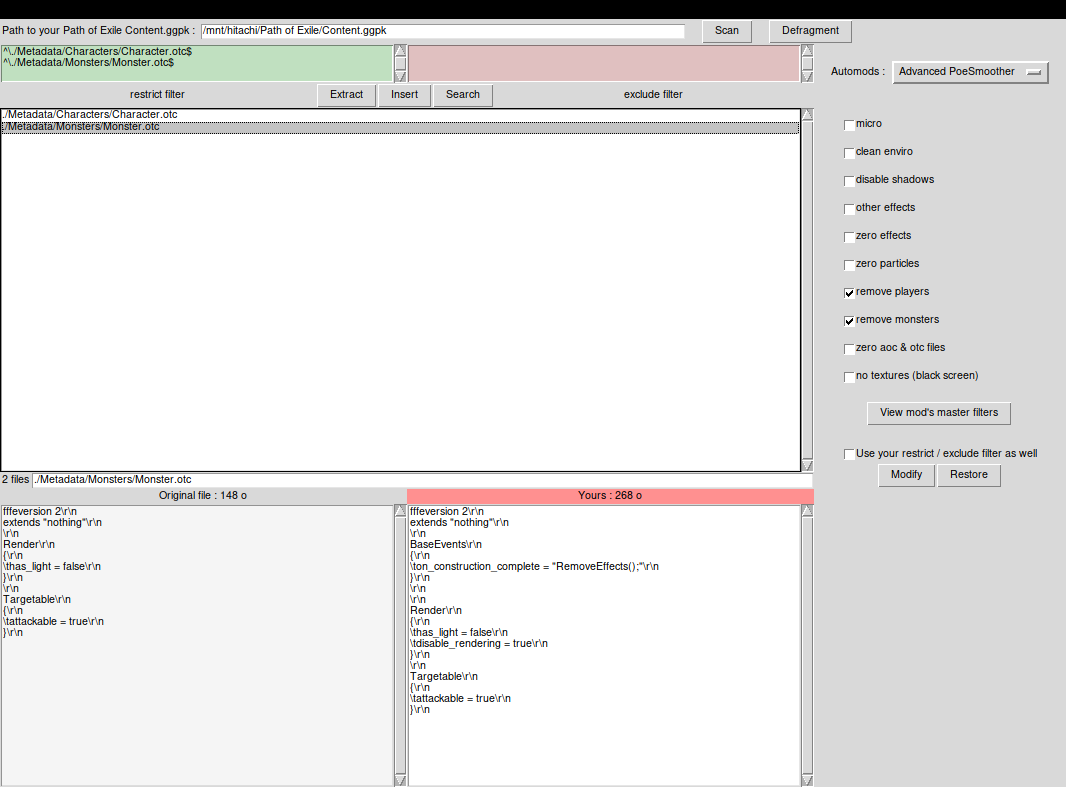 Path to your Path of Exile Content.ggpk : /mnt/hitachi/Path of Exile/Content.ggpk Scan Defragment
^\./Metadata/Characters/Character.otc$
^\./Metadata/Monsters/Monster.otc$
Automods : Advanced PoeSmoother
restrict filter Extract Insert Search exclude filter
./Metadata/Characters/Character.otc
./Metadata/Monsters/Monster.otc
micro
clean enviro
disable shadows
other effects
zero effects
zero particles
remove players
remove monsters
zero aoc & otc files
no textures (black screen)
View mod's master filters
Use your restrict / exclude filter as well
Modify Restore
2 files ./Metadata/Monsters/Monster.otc
Original file : 148 o
fffeversion 2\r\n
extends "nothing"\r\n
\r\n
Render\r\n
{\r\n
\thas_light = false\r\n
}\r\n
\r\n
Targetable\r\n
{\r\n
\tattackable = true\r\n
}\r\n
Yours : 268 o
fffeversion 2\r\n
extends "nothing"\r\n
\r\n
BaseEvents\r\n
{\r\n
\ton_construction_complete = "RemoveEffects();"\r\n
}\r\n
\r\n
\r\n
Render\r\n
{\r\n
\thas_light = false\r\n
\tdisable_rendering = true\r\n
}\r\n
\r\n
Targetable\r\n
{\r\n
\tattackable = true\r\n
}\r\n